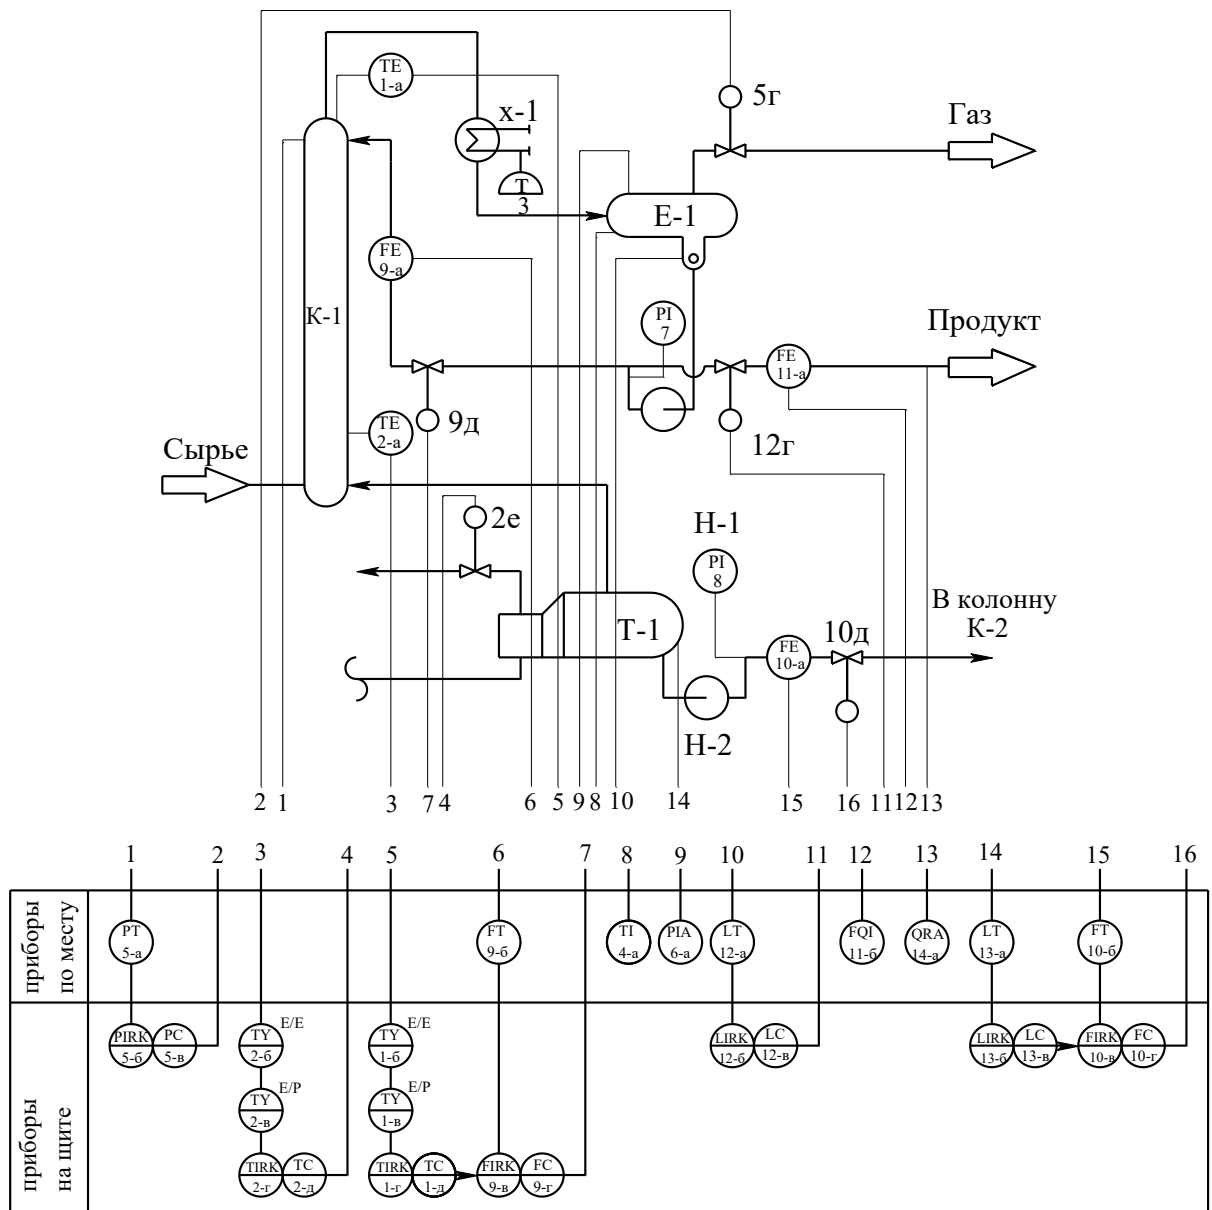 5г
Газ
TE
1-а
х-1
Т
3
Е-1
FE
9-а
К-1
PI
7
Продукт
FE
11-а
TE
2-а
9д
12г
Сырье
2е
Н-1
PI
8
В колонну
К-2
Т-1
10д
FE
10-а
Н-2
2 1 3 7 4 6 5 9 8 10 14 15 16 11 12 13
1 2 3 4 5 6 7 8 9 10 11 12 13 14 15 16
приборы
по месту
PT
5-а
FT
9-б
TI
4-а
PIA
6-а
LT
12-а
FQI
11-б
QRA
14-а
LT
13-а
FT
10-б
приборы
на щите
PIRK
5-б
PC
5-в
TY
2-б
E/E
TY
1-б
E/E
LIRK
12-б
LC
12-в
LIRK
13-б
LC
13-в
FIRK
10-в
FC
10-г
TY
2-в
E/P
TY
1-в
E/P
TIRK
2-г
TC
2-д
TIRK
1-г
TC
1-д
FIRK
9-в
FC
9-г